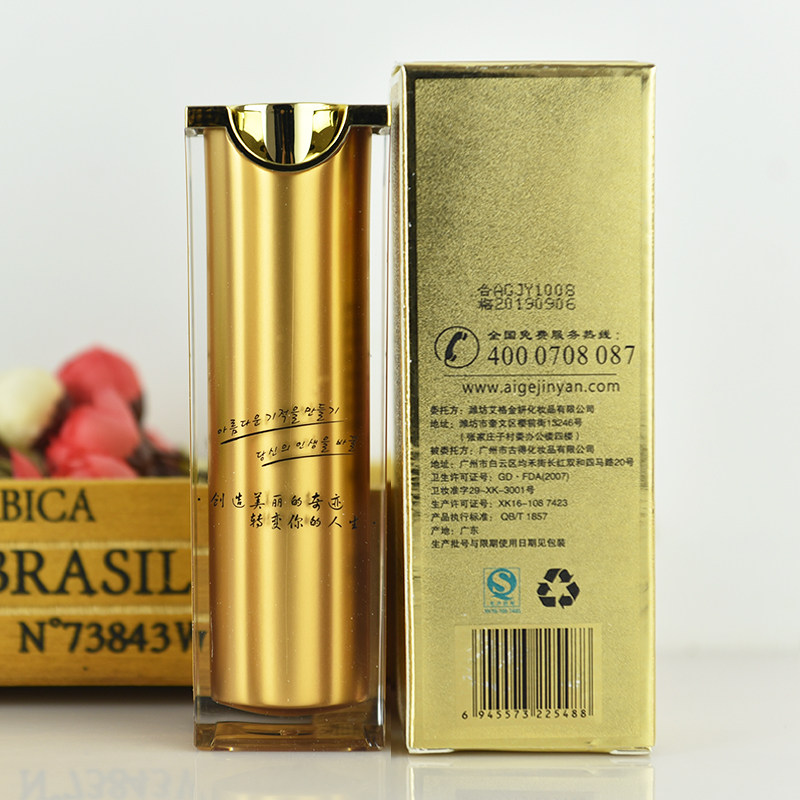 아름다운 기적을 만들기
당신의 인생을 바꿀
·创造美丽的奇迹
转变你的人生·
BICA
BRASIL
N°73843W
合AGJY1008
格20190906
全国免费服务热线：
400 0708 087
www.aigejinyan.com
委托方：潍坊艾格金妍化妆品有限公司
地址：潍坊市奎文区樱前街13246号
（张家庄子村委办公楼四楼）
被委托方：广州市古得化妆品有限公司
地址：广州市白云区均禾街长红双和四马路20号
卫生许可证号：GD·FDA(2007)
卫妆准字29-XK-3001号
生产许可证号：XK16-108 7423
产品执行标准：QB/T 1857
产地：广东
生产批号与限期使用日期见包装
6 945573 225488